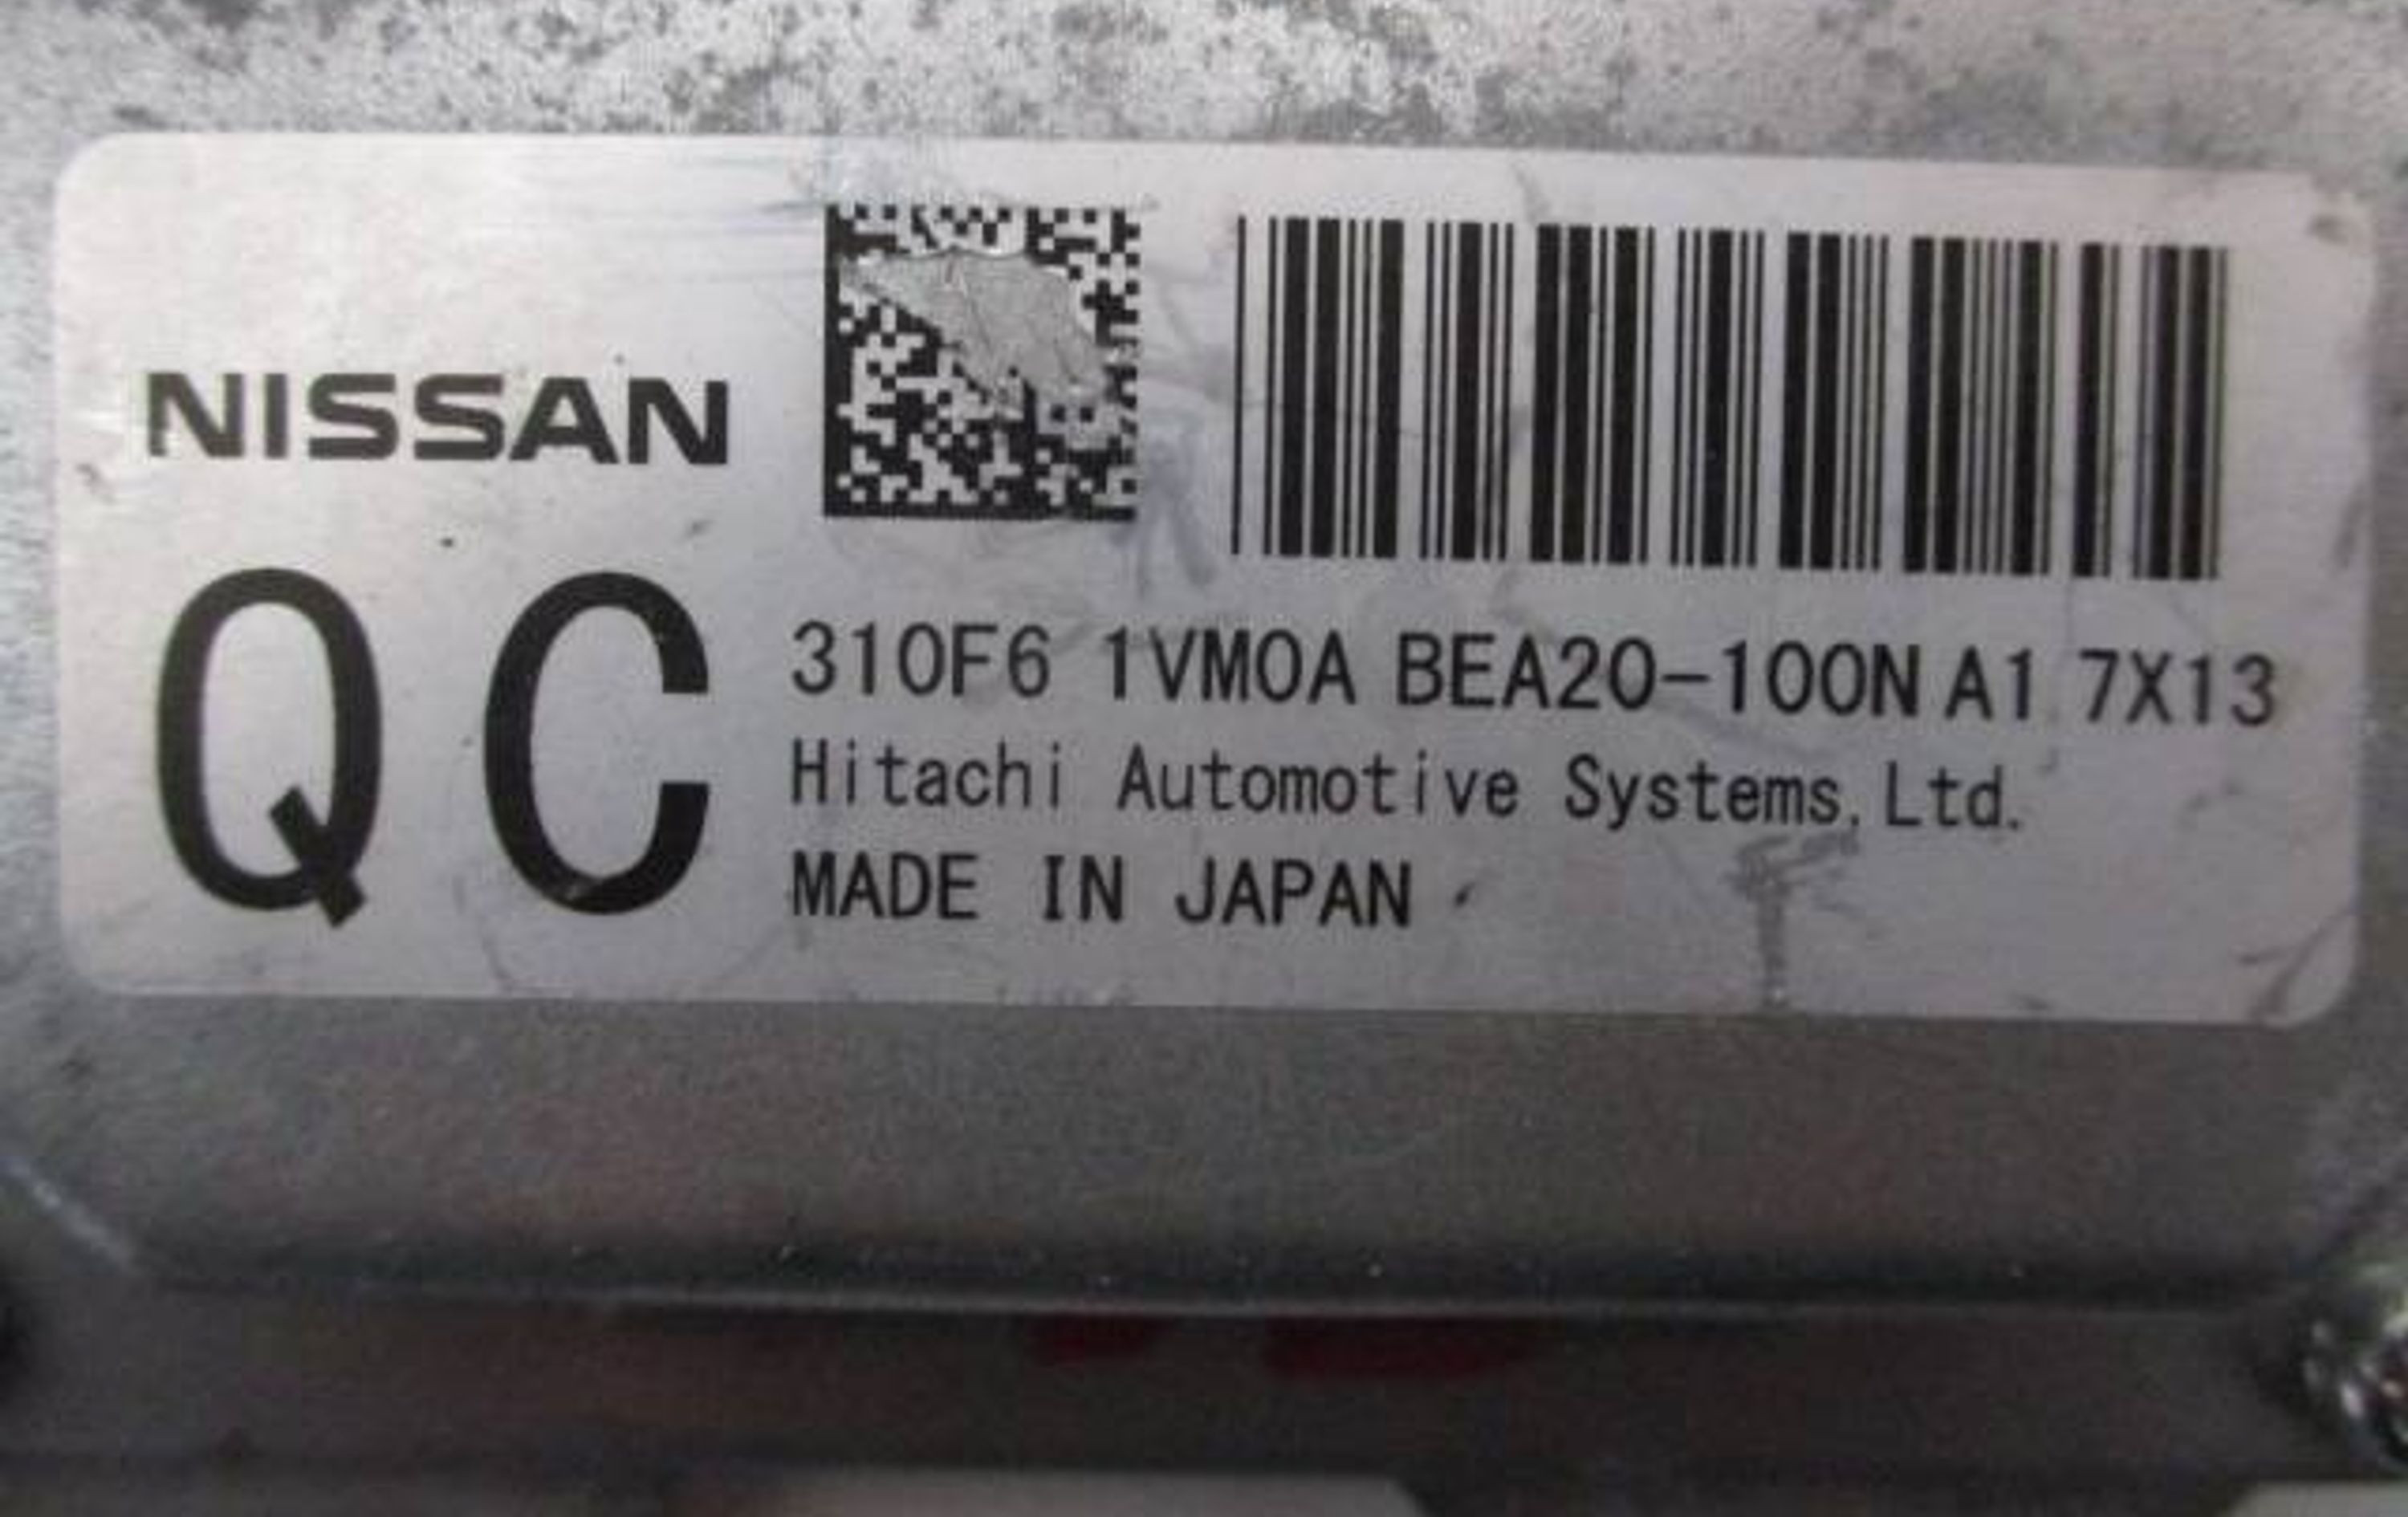 NISSAN
QC
310F6 1VM0A BEA20-100N A1 7X13
Hitachi Automotive Systems, Ltd.
MADE IN JAPAN